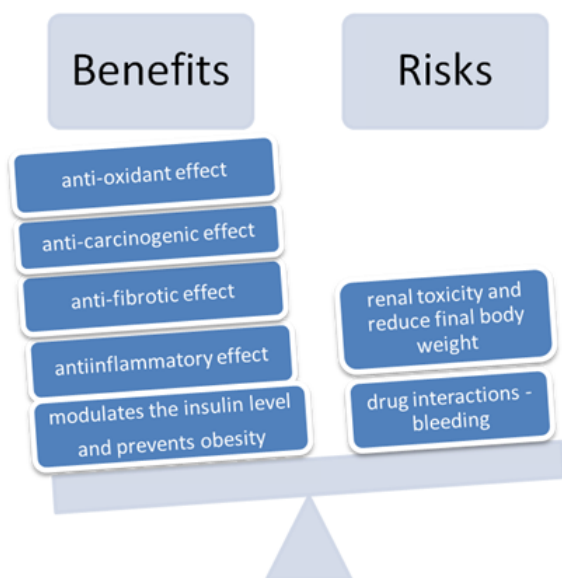 Benefits
Risks
anti-oxidant effect
anti-carcinogenic effect
anti-fibrotic effect
antiinflammatory effect
modulates the insulin level
and prevents obesity
renal toxicity and
reduce final body
weight
drug interactions -
bleeding